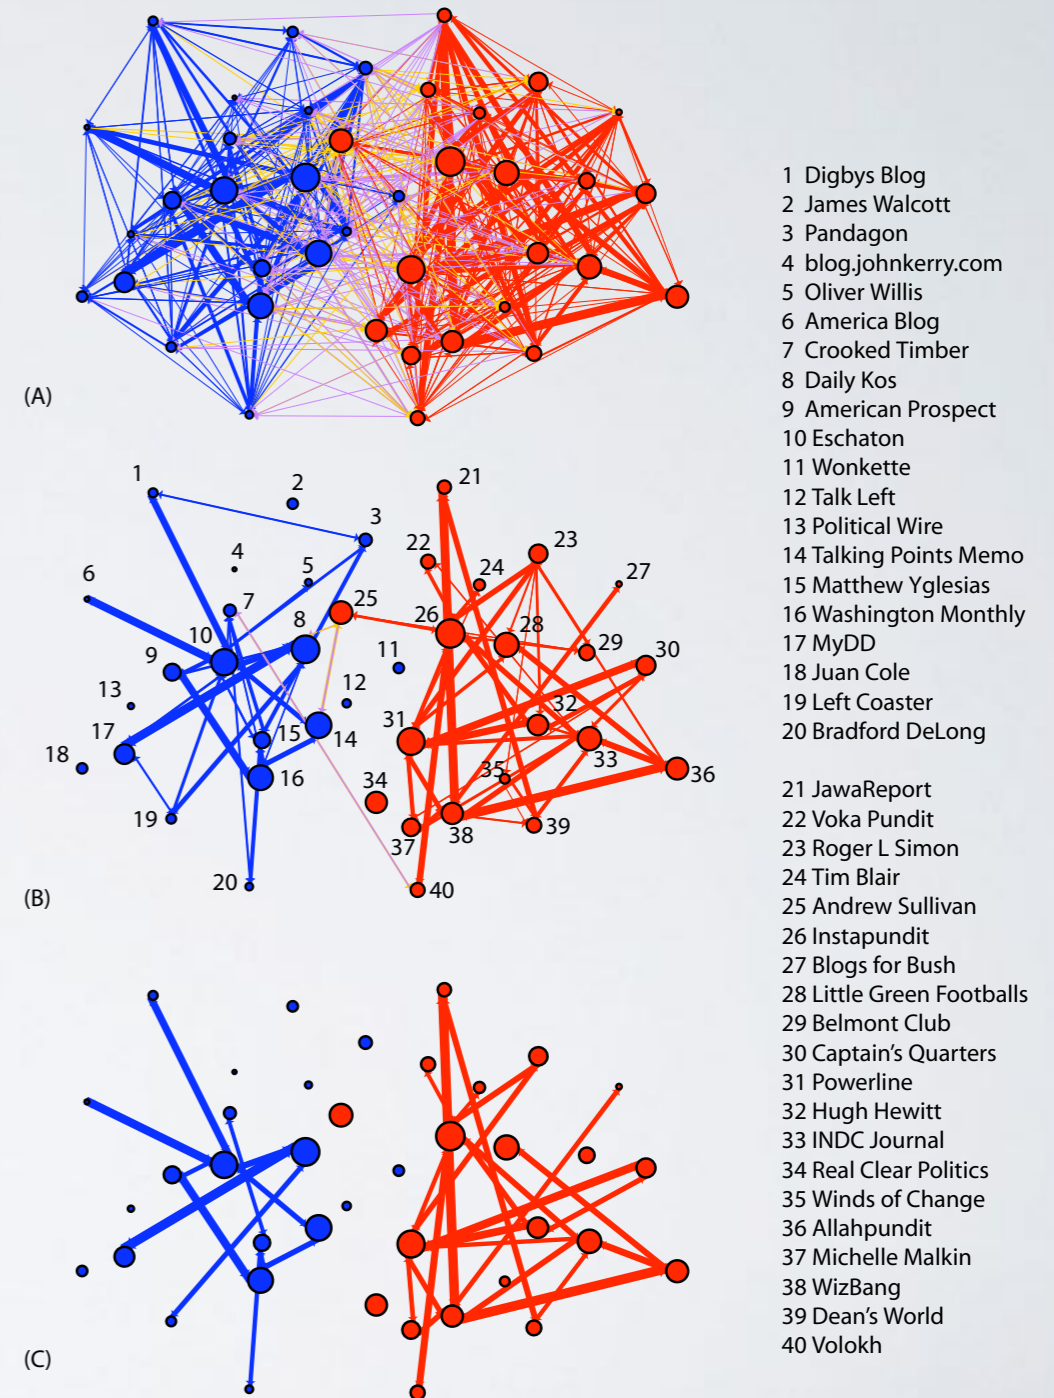 (A)
1
2
3
4
5
6
7
8
9
10
11
12
13
14
15
16
17
18
19
20
21
22
23
24
25
26
27
28
29
30
31
32
33
34
35
36
37
38
39
40
(B)
(C)
1 Digbys Blog
2 James Walcott
3 Pandagon
4 blog.johnkerry.com
5 Oliver Willis
6 America Blog
7 Crooked Timber
8 Daily Kos
9 American Prospect
10 Eschaton
11 Wonkette
12 Talk Left
13 Political Wire
14 Talking Points Memo
15 Matthew Yglesias
16 Washington Monthly
17 MyDD
18 Juan Cole
19 Left Coaster
20 Bradford DeLong
21 JawaReport
22 Voka Pundit
23 Roger L Simon
24 Tim Blair
25 Andrew Sullivan
26 Instapundit
27 Blogs for Bush
28 Little Green Footballs
29 Belmont Club
30 Captain's Quarters
31 Powerline
32 Hugh Hewitt
33 INDC Journal
34 Real Clear Politics
35 Winds of Change
36 Allahpundit
37 Michelle Malkin
38 WizBang
39 Dean's World
40 Volokh